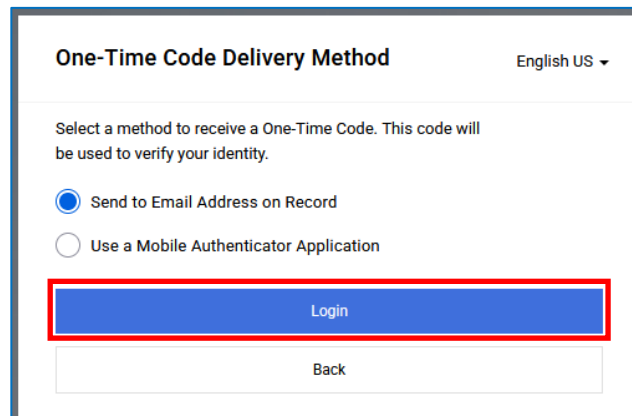 One-Time Code Delivery Method
English US
Select a method to receive a One-Time Code. This code will
be used to verify your identity.
Send to Email Address on Record
Use a Mobile Authenticator Application
Login
Back